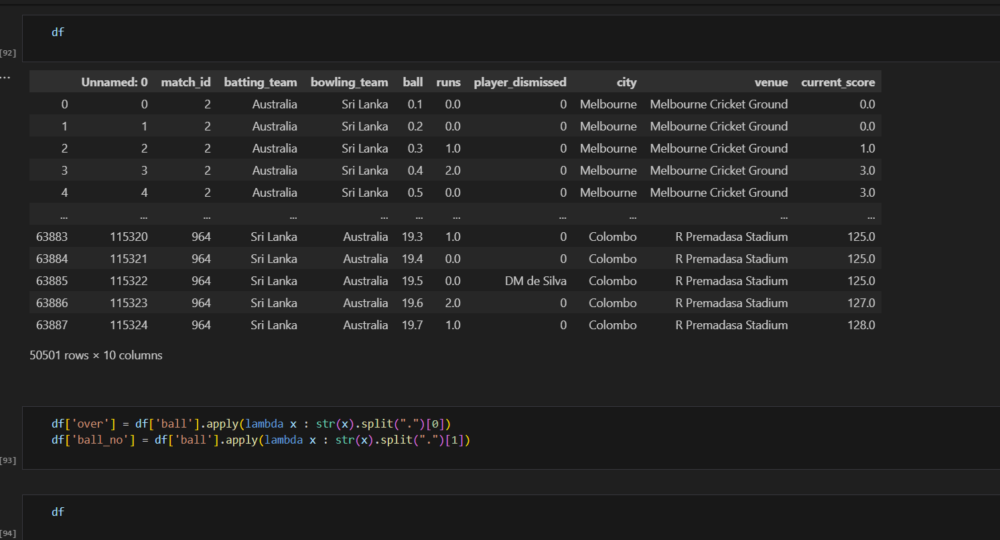 df
[92]
...
Unnamed: 0 match_id batting_team bowling_team ball runs player_dismissed city venue current_score
0 0 2 Australia Sri Lanka 0.1 0.0 0 Melbourne Melbourne Cricket Ground 0.0
1 1 2 Australia Sri Lanka 0.2 0.0 0 Melbourne Melbourne Cricket Ground 0.0
2 2 2 Australia Sri Lanka 0.3 1.0 0 Melbourne Melbourne Cricket Ground 1.0
3 3 2 Australia Sri Lanka 0.4 2.0 0 Melbourne Melbourne Cricket Ground 3.0
4 4 2 Australia Sri Lanka 0.5 0.0 0 Melbourne Melbourne Cricket Ground 3.0
... ... ... ... ... ... ... ... ... ... ...
63883 115320 964 Sri Lanka Australia 19.3 1.0 0 Colombo R Premadasa Stadium 125.0
63884 115321 964 Sri Lanka Australia 19.4 0.0 0 Colombo R Premadasa Stadium 125.0
63885 115322 964 Sri Lanka Australia 19.5 0.0 DM de Silva Colombo R Premadasa Stadium 125.0
63886 115323 964 Sri Lanka Australia 19.6 2.0 0 Colombo R Premadasa Stadium 127.0
63887 115324 964 Sri Lanka Australia 19.7 1.0 0 Colombo R Premadasa Stadium 128.0
50501 rows × 10 columns
df['over'] = df['ball'].apply(lambda x : str(x).split(".")[0])
df['ball_no'] = df['ball'].apply(lambda x : str(x).split(".")[1])
[93]
df
[94]